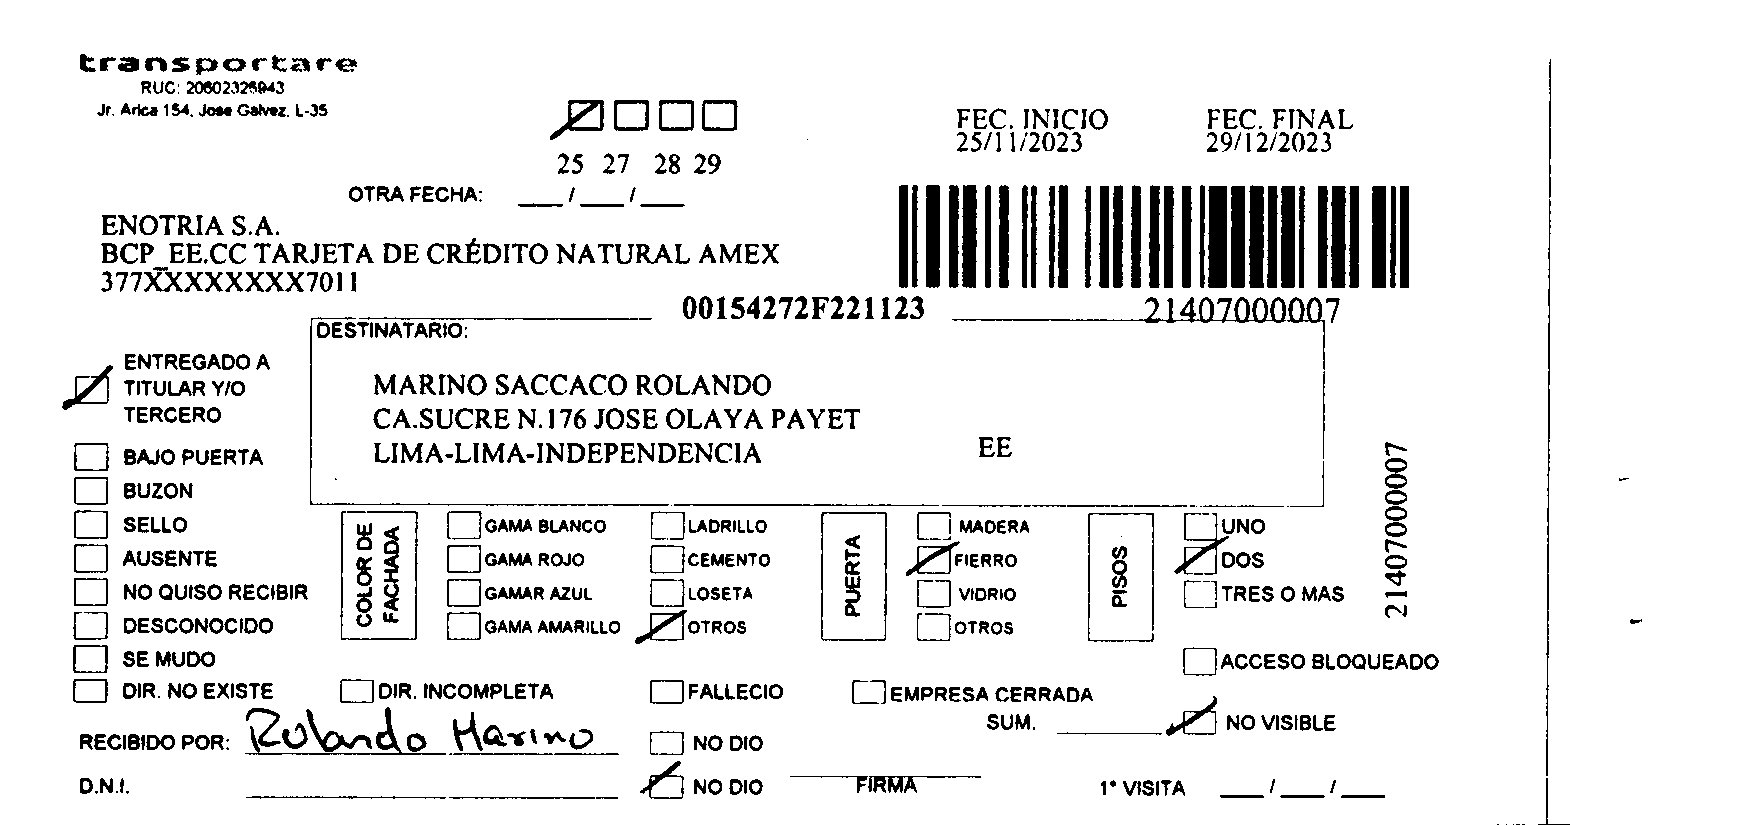 transportare
RUC: 20602326943
Jr. Arica 154, Jose Galvez, L-35
FEC. INICIO FEC. FINAL
25/11/2023 29/12/2023
25 27 28 29
OTRA FECHA: ___/___/___
ENOTRIA S.A.
BCP_EE.CC TARJETA DE CRÉDITO NATURAL AMEX
377XXXXXXXXX7011
00154272F221123 21407000007
DESTINATARIO:
MARINO SACCACO ROLANDO
CA.SUCRE N.176 JOSE OLAYA PAYET
LIMA-LIMA-INDEPENDENCIA EE
21407000007
ENTREGADO A
TITULAR Y/O
TERCERO
BAJO PUERTA
BUZON
SELLO
AUSENTE
NO QUISO RECIBIR
DESCONOCIDO
SE MUDO
DIR. NO EXISTE
COLOR DE
FACHADA
GAMA BLANCO
GAMA ROJO
GAMAR AZUL
GAMA AMARILLO
LADRILLO
CEMENTO
LOSETA
OTROS
PUERTA
MADERA
FIERRO
VIDRIO
OTROS
PISOS
UNO
DOS
TRES O MAS
ACCESO BLOQUEADO
DIR. INCOMPLETA
FALLECIO
EMPRESA CERRADA
SUM. NO VISIBLE
RECIBIDO POR: Rolando Marino NO DIO
D.N.I. NO DIO FIRMA 1° VISITA ___/___/___